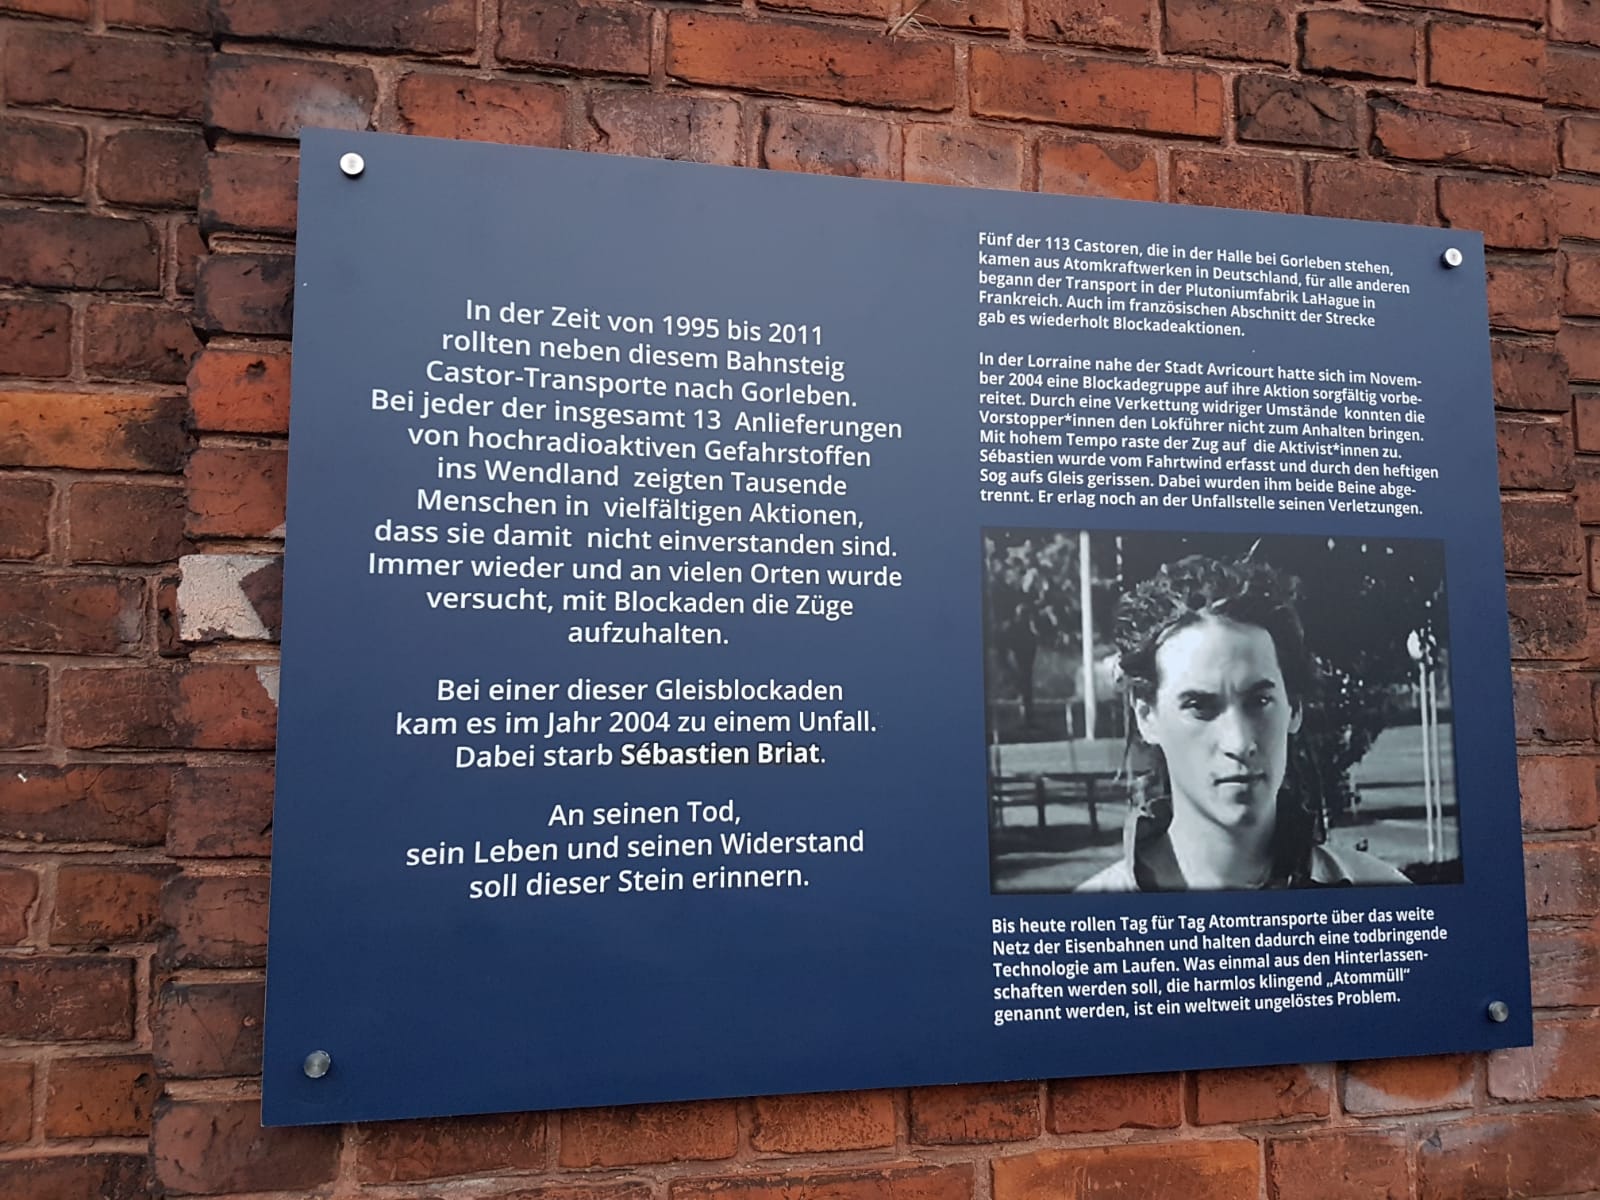 In der Zeit von 1995 bis 2011
rollten neben diesem Bahnsteig
Castor-Transporte nach Gorleben.
Bei jeder der insgesamt 13 Anlieferungen
von hochradioaktiven Gefahrstoffen
ins Wendland zeigten Tausende
Menschen in vielfältigen Aktionen,
dass sie damit nicht einverstanden sind.
Immer wieder und an vielen Orten wurde
versucht, mit Blockaden die Züge
aufzuhalten.
Bei einer dieser Gleisblockaden
kam es im Jahr 2004 zu einem Unfall.
Dabei starb Sébastien Briat.
An seinen Tod,
sein Leben und seinen Widerstand
soll dieser Stein erinnern.
Fünf der 113 Castoren, die in der Halle bei Gorleben stehen,
kamen aus Atomkraftwerken in Deutschland, für alle anderen
begann der Transport in der Plutoniumfabrik LaHague in
Frankreich. Auch im französischen Abschnitt der Strecke
gab es wiederholt Blockadeaktionen.
In der Lorraine nahe der Stadt Avricourt hatte sich im Novem-
ber 2004 eine Blockadegruppe auf ihre Aktion sorgfältig vorbe-
reitet. Durch eine Verkettung widriger Umstände konnten die
Vorstopper*innen den Lokführer nicht zum Anhalten bringen.
Mit hohem Tempo raste der Zug auf die Aktivist*innen zu.
Sébastien wurde vom Fahrtwind erfasst und durch den heftigen
Sog aufs Gleis gerissen. Dabei wurden ihm beide Beine abge-
trennt. Er erlag noch an der Unfallstelle seinen Verletzungen.
Bis heute rollen Tag für Tag Atomtransporte über das weite
Netz der Eisenbahnen und halten dadurch eine todbringende
Technologie am Laufen. Was einmal aus den Hinterlassen-
schaften werden soll, die harmlos klingend „Atommüll“
genannt werden, ist ein weltweit ungelöstes Problem.